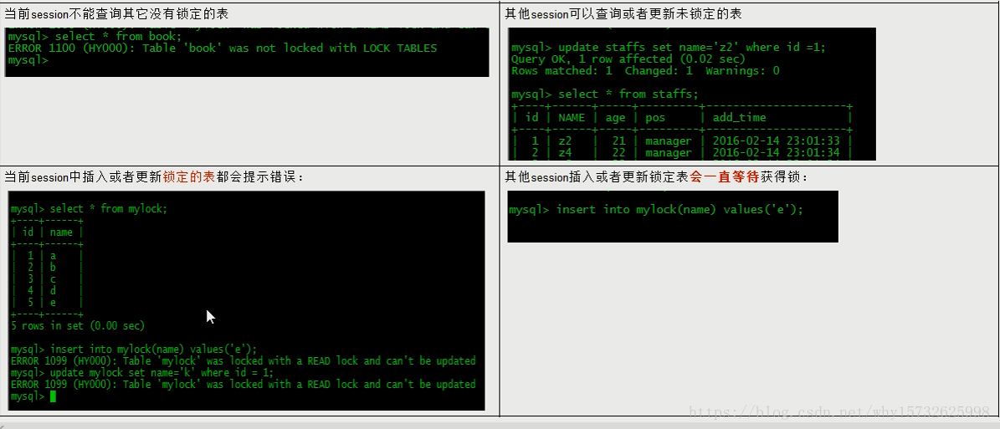 当前session不能查询其它没有锁定的表
mysql> select * from book;
ERROR 1100 (HY000): Table 'book' was not locked with LOCK TABLES
mysql>
其他session可以查询或者更新未锁定的表
mysql> update staffs set name='z2' where id =1;
Query OK, 1 row affected (0.02 sec)
Rows matched: 1  Changed: 1  Warnings: 0
mysql> select * from staffs;
+----+------+-----+---------+---------------------+
| id | NAME | age | pos     | add_time            |
+----+------+-----+---------+---------------------+
|  1 | z2   |  21 | manager | 2016-02-14 23:01:33 |
|  2 | z4   |  22 | manager | 2016-02-14 23:01:34 |
当前session中插入或者更新锁定的表都会提示错误：
mysql> select * from mylock;
+----+------+
| id | name |
+----+------+
|  1 | a    |
|  2 | b    |
|  3 | c    |
|  4 | d    |
|  5 | e    |
+----+------+
5 rows in set (0.00 sec)
mysql> insert into mylock(name) values('e');
ERROR 1099 (HY000): Table 'mylock' was locked with a READ lock and can't be updated
mysql> update mylock set name='k' where id = 1;
ERROR 1099 (HY000): Table 'mylock' was locked with a READ lock and can't be updated
mysql>
其他session插入或者更新锁定表会一直等待获得锁：
mysql> insert into mylock(name) values('e');
https://blog.csdn.net/why15732625998